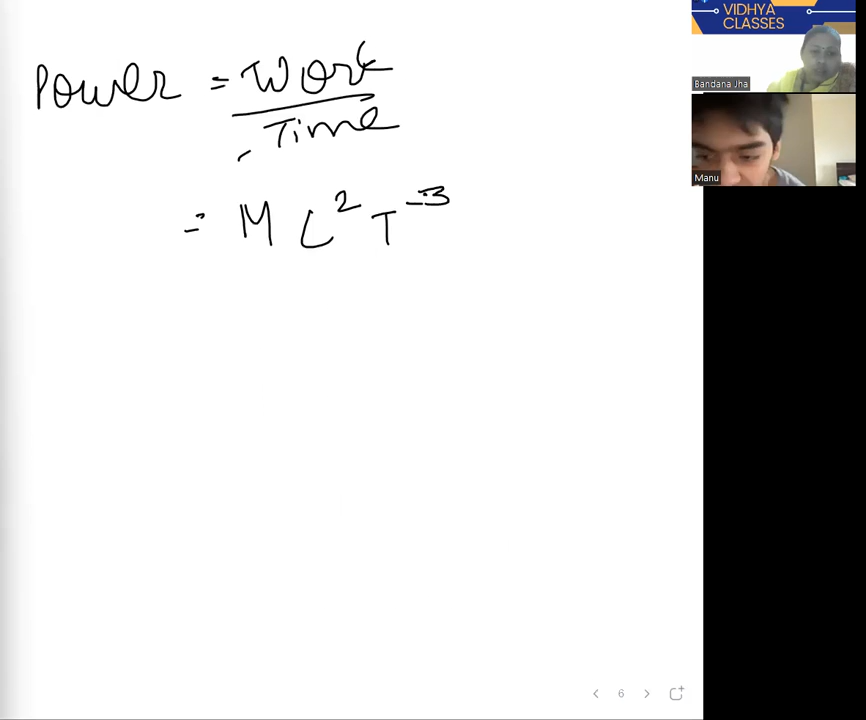 Power = Work
Time
= M L² T⁻³
VIDHYA
CLASSES
Bandana Jha
Manu
6